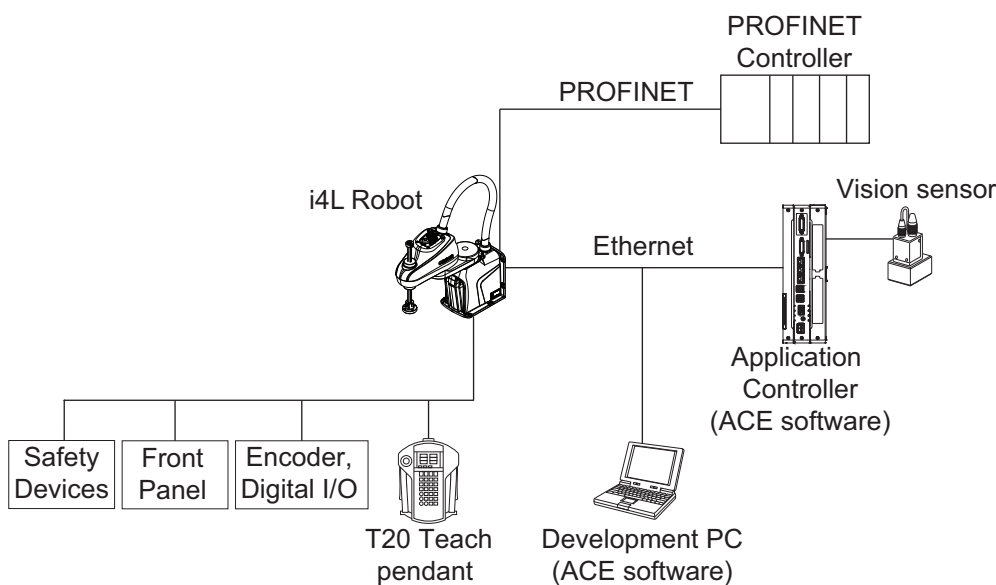 PROFINET
Controller
PROFINET
i4L Robot
Vision sensor
Ethernet
Application
Controller
(ACE software)
Safety
Devices
Front
Panel
Encoder,
Digital I/O
T20 Teach
pendant
Development PC
(ACE software)